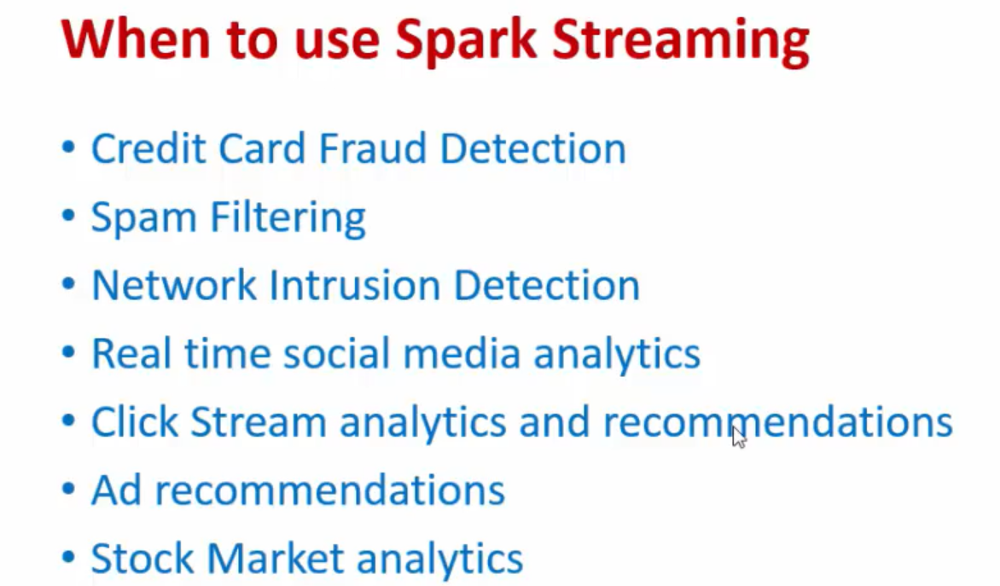 When to use Spark Streaming
• Credit Card Fraud Detection
• Spam Filtering
• Network Intrusion Detection
• Real time social media analytics
• Click Stream analytics and recommendations
• Ad recommendations
• Stock Market analytics